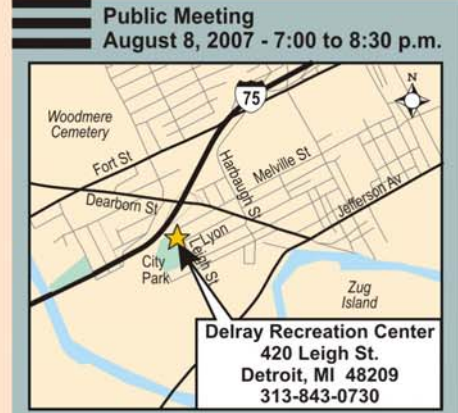 Public Meeting
August 8, 2007 - 7:00 to 8:30 p.m.
75
N
Woodmere
Cemetery
Fort St
Harbaugh St
Melville St
Dearborn St
Jefferson Av
Lyon
Leigh St
City
Park
Zug
Island
Delray Recreation Center
420 Leigh St.
Detroit, MI  48209
313-843-0730